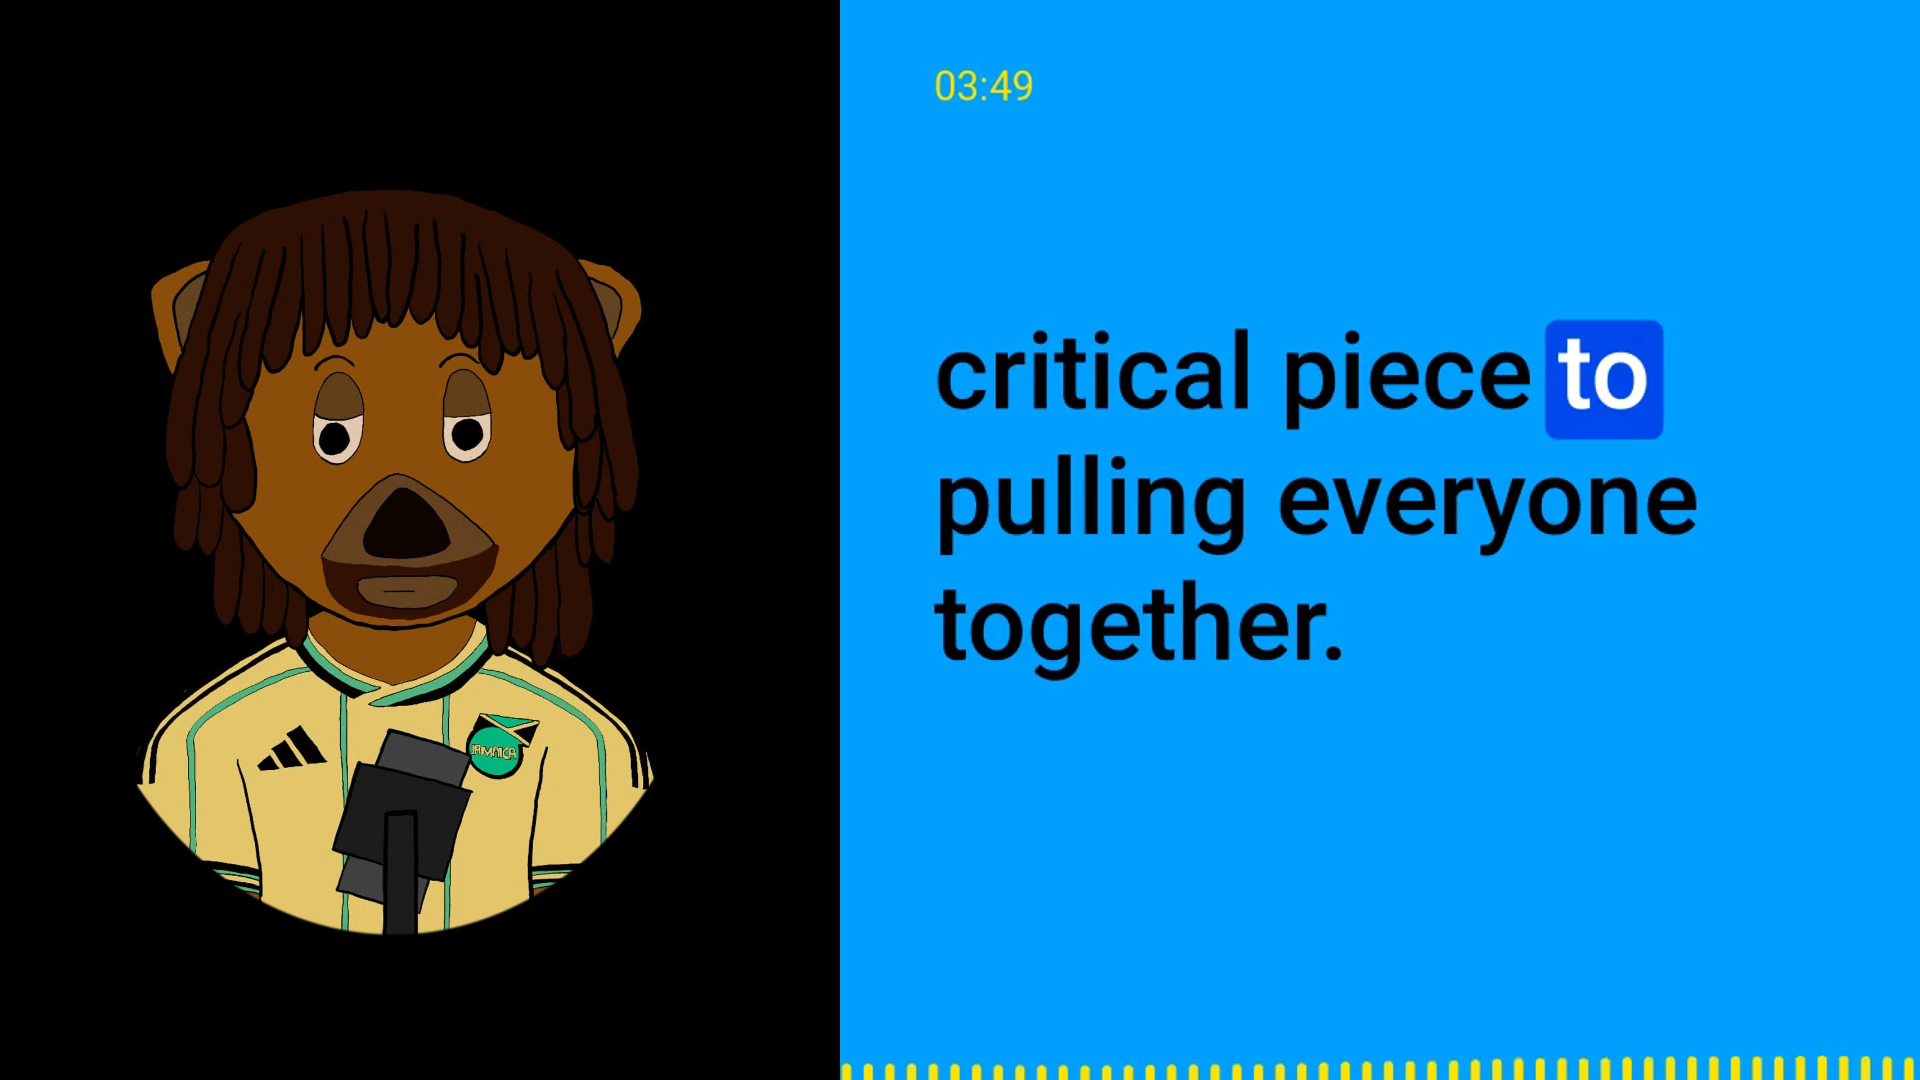 03:49
critical piece to
pulling everyone
together.
JAMAICA